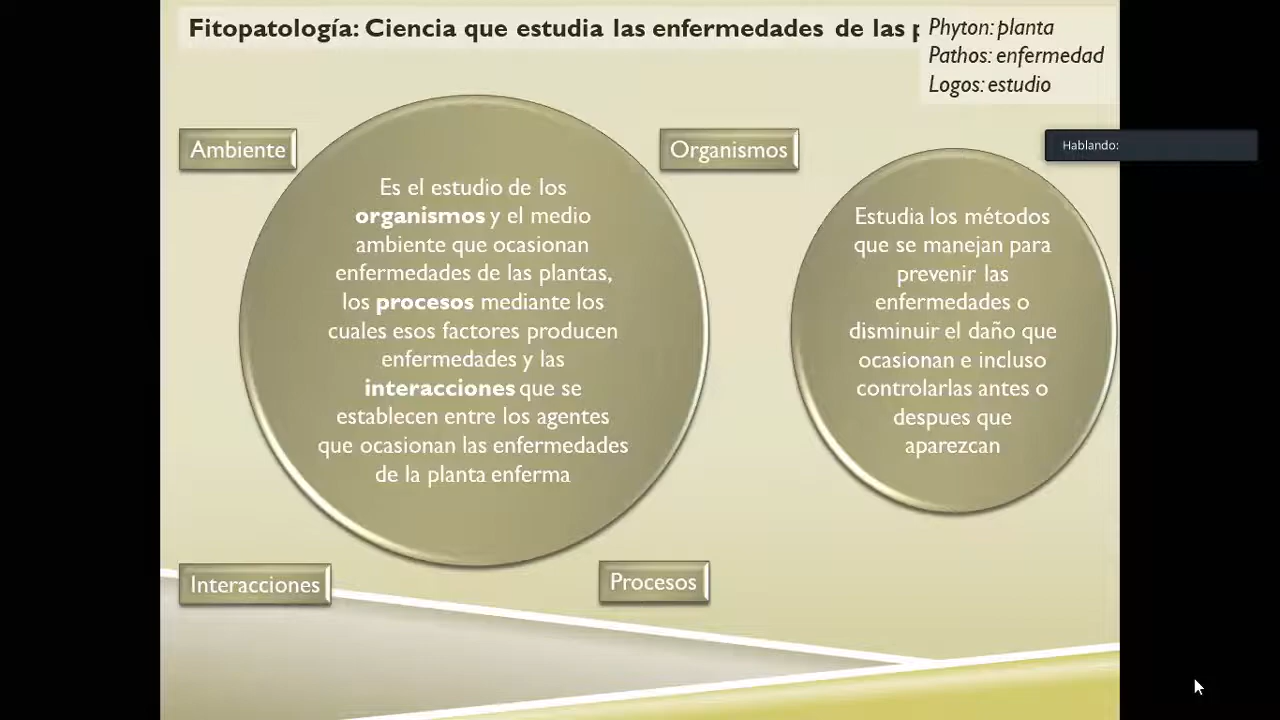 Fitopatología: Ciencia que estudia las enfermedades de las
Phyton: planta
Pathos: enfermedad
Logos: estudio
Ambiente
Organismos
Hablando:
Es el estudio de los
organismos y el medio
ambiente que ocasionan
enfermedades de las plantas,
los procesos mediante los
cuales esos factores producen
enfermedades y las
interacciones que se
establecen entre los agentes
que ocasionan las enfermedades
de la planta enferma
Estudia los métodos
que se manejan para
prevenir las
enfermedades o
disminuir el daño que
ocasionan e incluso
controlarlas antes o
despues que
aparezcan
Interacciones
Procesos